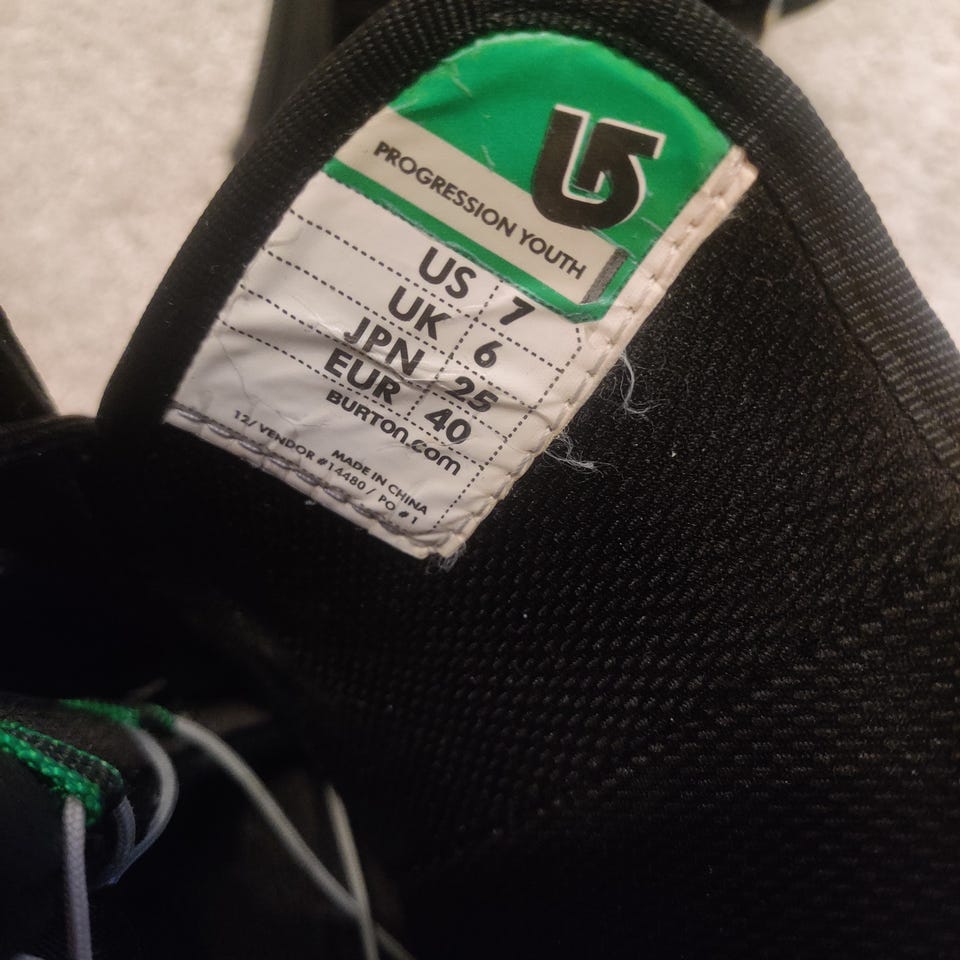 PROGRESSION YOUTH
US 7
UK 6
JPN 25
EUR 40
BURTON.com
MADE IN CHINA
12/ VENDOR #14480 / PO #1